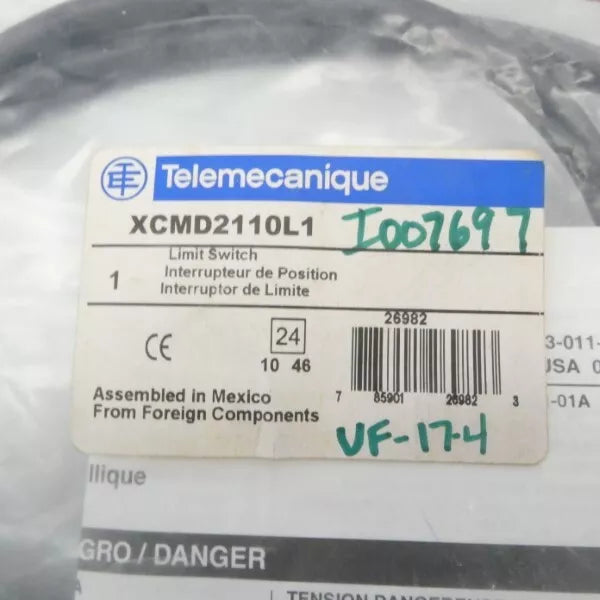 Telemecanique
XCMD2110L1
I007697
1
Limit Switch
Interrupteur de Position
Interruptor de Limite
CE
24
10 46
26982
7 85901 26982 3
Assembled in Mexico
From Foreign Components
VF-17-4
3-011-
USA 0
-01A
llique
GRO / DANGER
TENSION DANGEREUSE